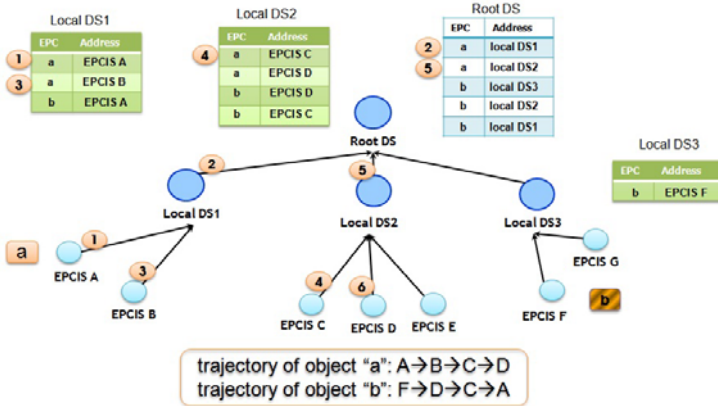 Local DS1
EPC Address
1 a EPCIS A
3 a EPCIS B
b EPCIS A
Local DS2
EPC Address
4 a EPCIS C
a EPCIS D
b EPCIS D
b EPCIS C
Root DS
EPC Address
2 a local DS1
5 a local DS2
b local DS3
b local DS2
b local DS1
Local DS3
EPC Address
b EPCIS F
Root DS
2
5
Local DS1
Local DS2
Local DS3
a
1
EPCIS A
3
EPCIS B
4
EPCIS C
6
EPCIS D
EPCIS E
EPCIS G
EPCIS F
b
trajectory of object “a”: A→B→C→D
trajectory of object “b”: F→D→C→A